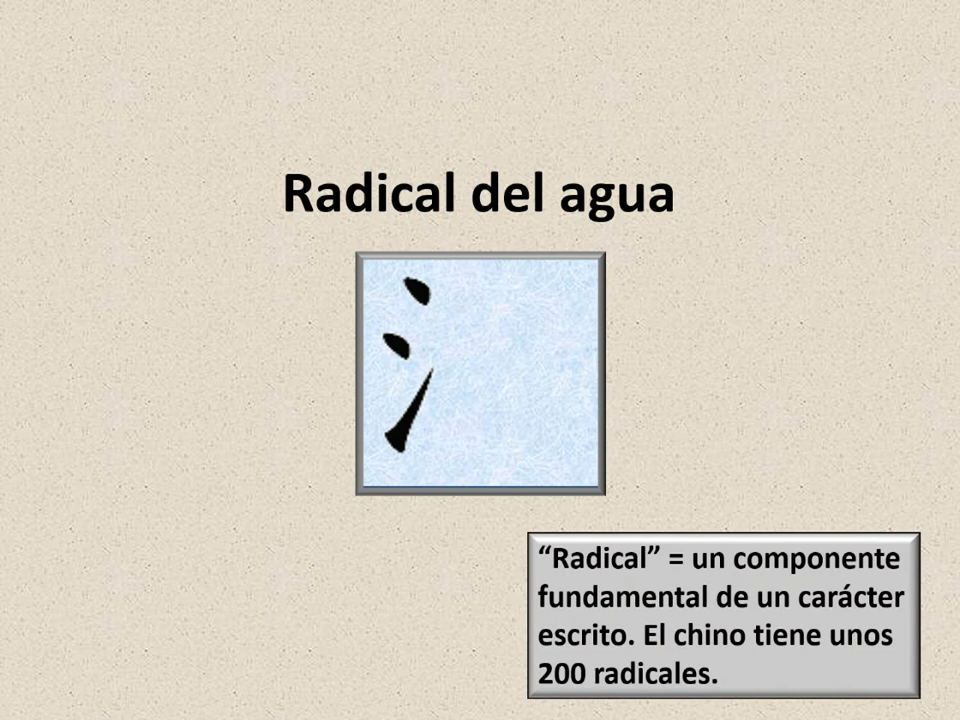 Radical del agua
氵
“Radical” = un componente
fundamental de un carácter
escrito. El chino tiene unos
200 radicales.